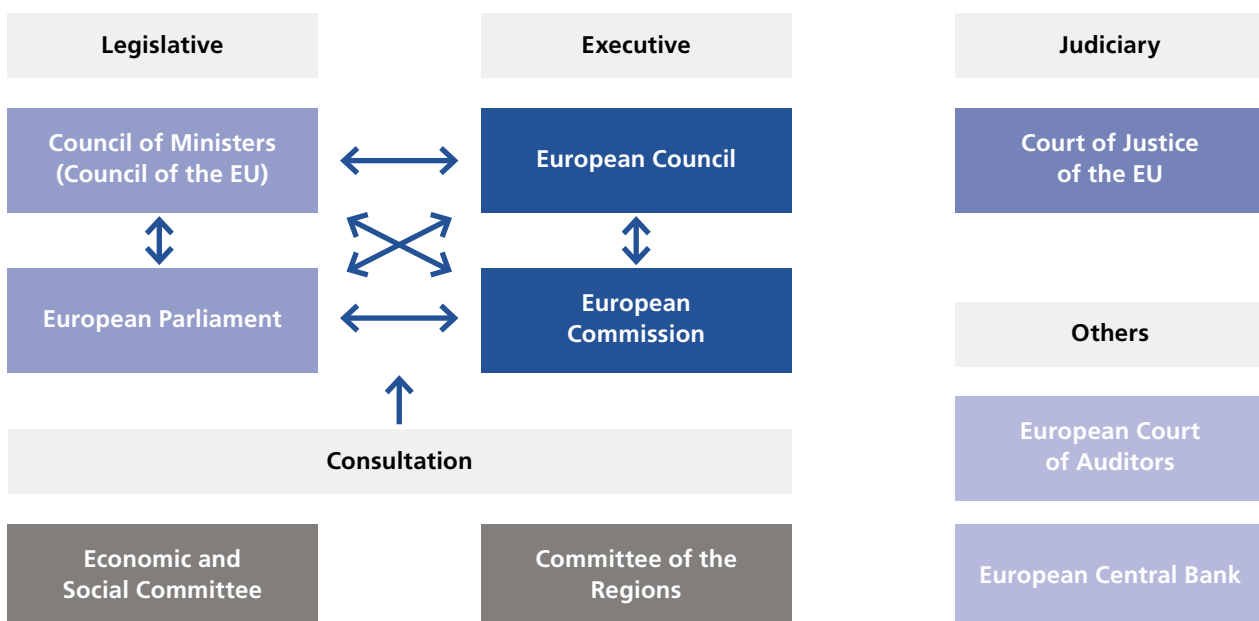 Legislative
Executive
Judiciary
Council of Ministers
(Council of the EU)
European Council
Court of Justice
of the EU
European Parliament
European
Commission
Others
European Court
of Auditors
Consultation
Economic and
Social Committee
Committee of the
Regions
European Central Bank